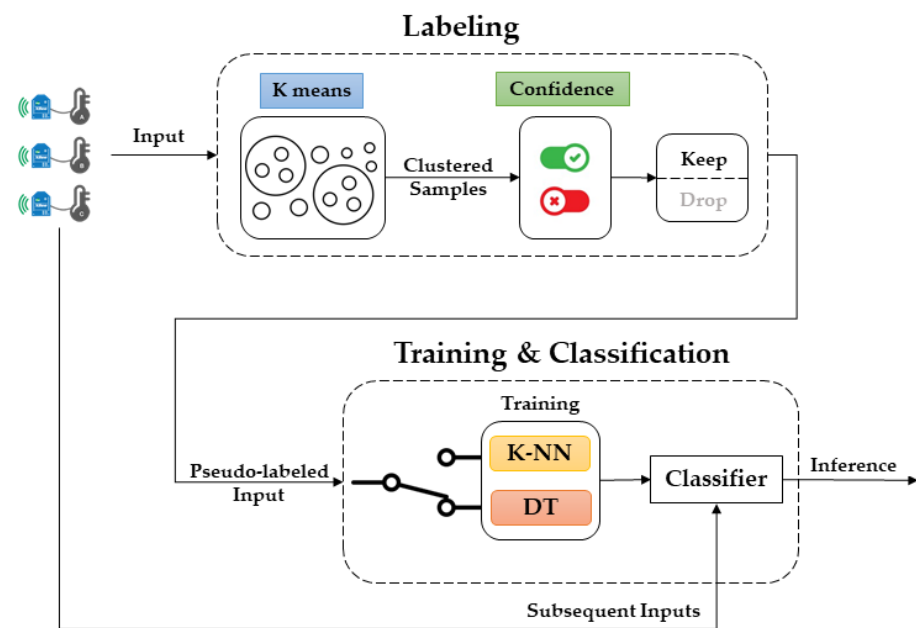 Labeling
K means
Confidence
A
B
C
Input
Clustered
Samples
Keep
Drop
Training & Classification
Training
K-NN
DT
Pseudo-labeled
Input
Classifier
Inference
Subsequent Inputs